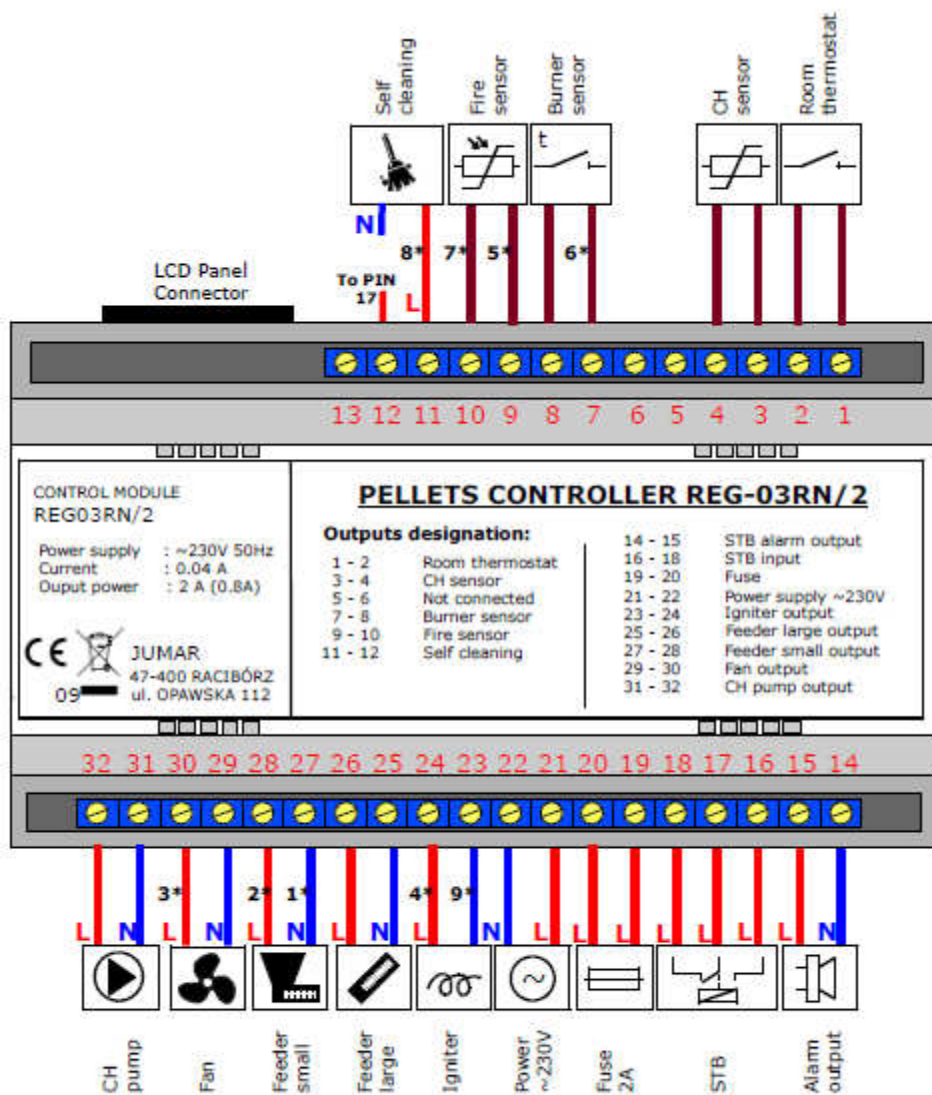 Self
cleaning
Fire
sensor
Burner
sensor
CH
sensor
Room
thermostat
t
N
8*
7*
5*
6*
LCD Panel
Connector
To PIN
17
L
13 12 11 10 9 8 7 6 5 4 3 2 1
CONTROL MODULE
REG03RN/2
Power supply : ~230V 50Hz
Current : 0.04 A
Ouput power : 2 A (0.8A)
CE
09
JUMAR
47-400 RACIBÓRZ
ul. OPAWSKA 112
PELLETS CONTROLLER REG-03RN/2
Outputs designation:
1 - 2 Room thermostat
3 - 4 CH sensor
5 - 6 Not connected
7 - 8 Burner sensor
9 - 10 Fire sensor
11 - 12 Self cleaning
14 - 15 STB alarm output
16 - 18 STB input
19 - 20 Fuse
21 - 22 Power supply ~230V
23 - 24 Igniter output
25 - 26 Feeder large output
27 - 28 Feeder small output
29 - 30 Fan output
31 - 32 CH pump output
32 31 30 29 28 27 26 25 24 23 22 21 20 19 18 17 16 15 14
3* 2* 1* 4* 9*
L N L N L N L N L N L L L L L L L N
CH
pump
Fan
Feeder
small
Feeder
large
Igniter
Power
~230V
Fuse
2A
STB
Alarm
output